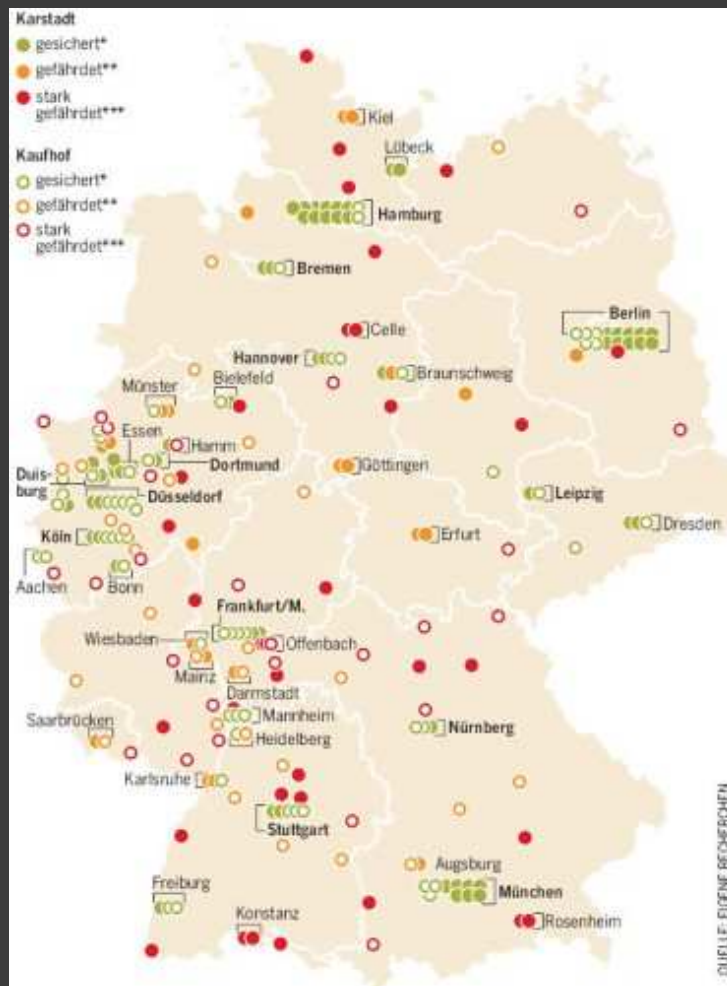 Karstadt
gesichert*
gefährdet**
stark
gefährdet***
Kaufhof
gesichert*
gefährdet**
stark
gefährdet***
Kiel
Lübeck
Hamburg
Bremen
Berlin
Celle
Hannover
Braunschweig
Bielefeld
Münster
Essen
Hamm
Dortmund
Göttingen
Duis-
burg
Düsseldorf
Leipzig
Köln
Erfurt
Dresden
Aachen
Bonn
Frankfurt/M.
Wiesbaden
Offenbach
Mainz
Darmstadt
Saarbrücken
Mannheim
Nürnberg
Heidelberg
Karlsruhe
Stuttgart
Augsburg
Freiburg
München
Konstanz
Rosenheim
QUELLE: EIGENE RECHERCHEN